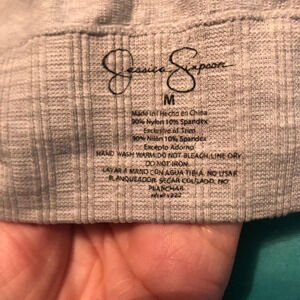 Jessica Simpson
M
Made in I Hecho en China
90% Nylon 10% Spandex
Exclusive of Trim
90% Nilón 10% Spandex
Excepto Adorno
HAND WASH WARM. DO NOT BLEACH. LINE DRY.
DO NOT IRON.
LAVAR A MANO CON AGUA TIBIA. NO USAR
BLANQUEADOR. SECAR COLGADO. NO
PLANCHAR.